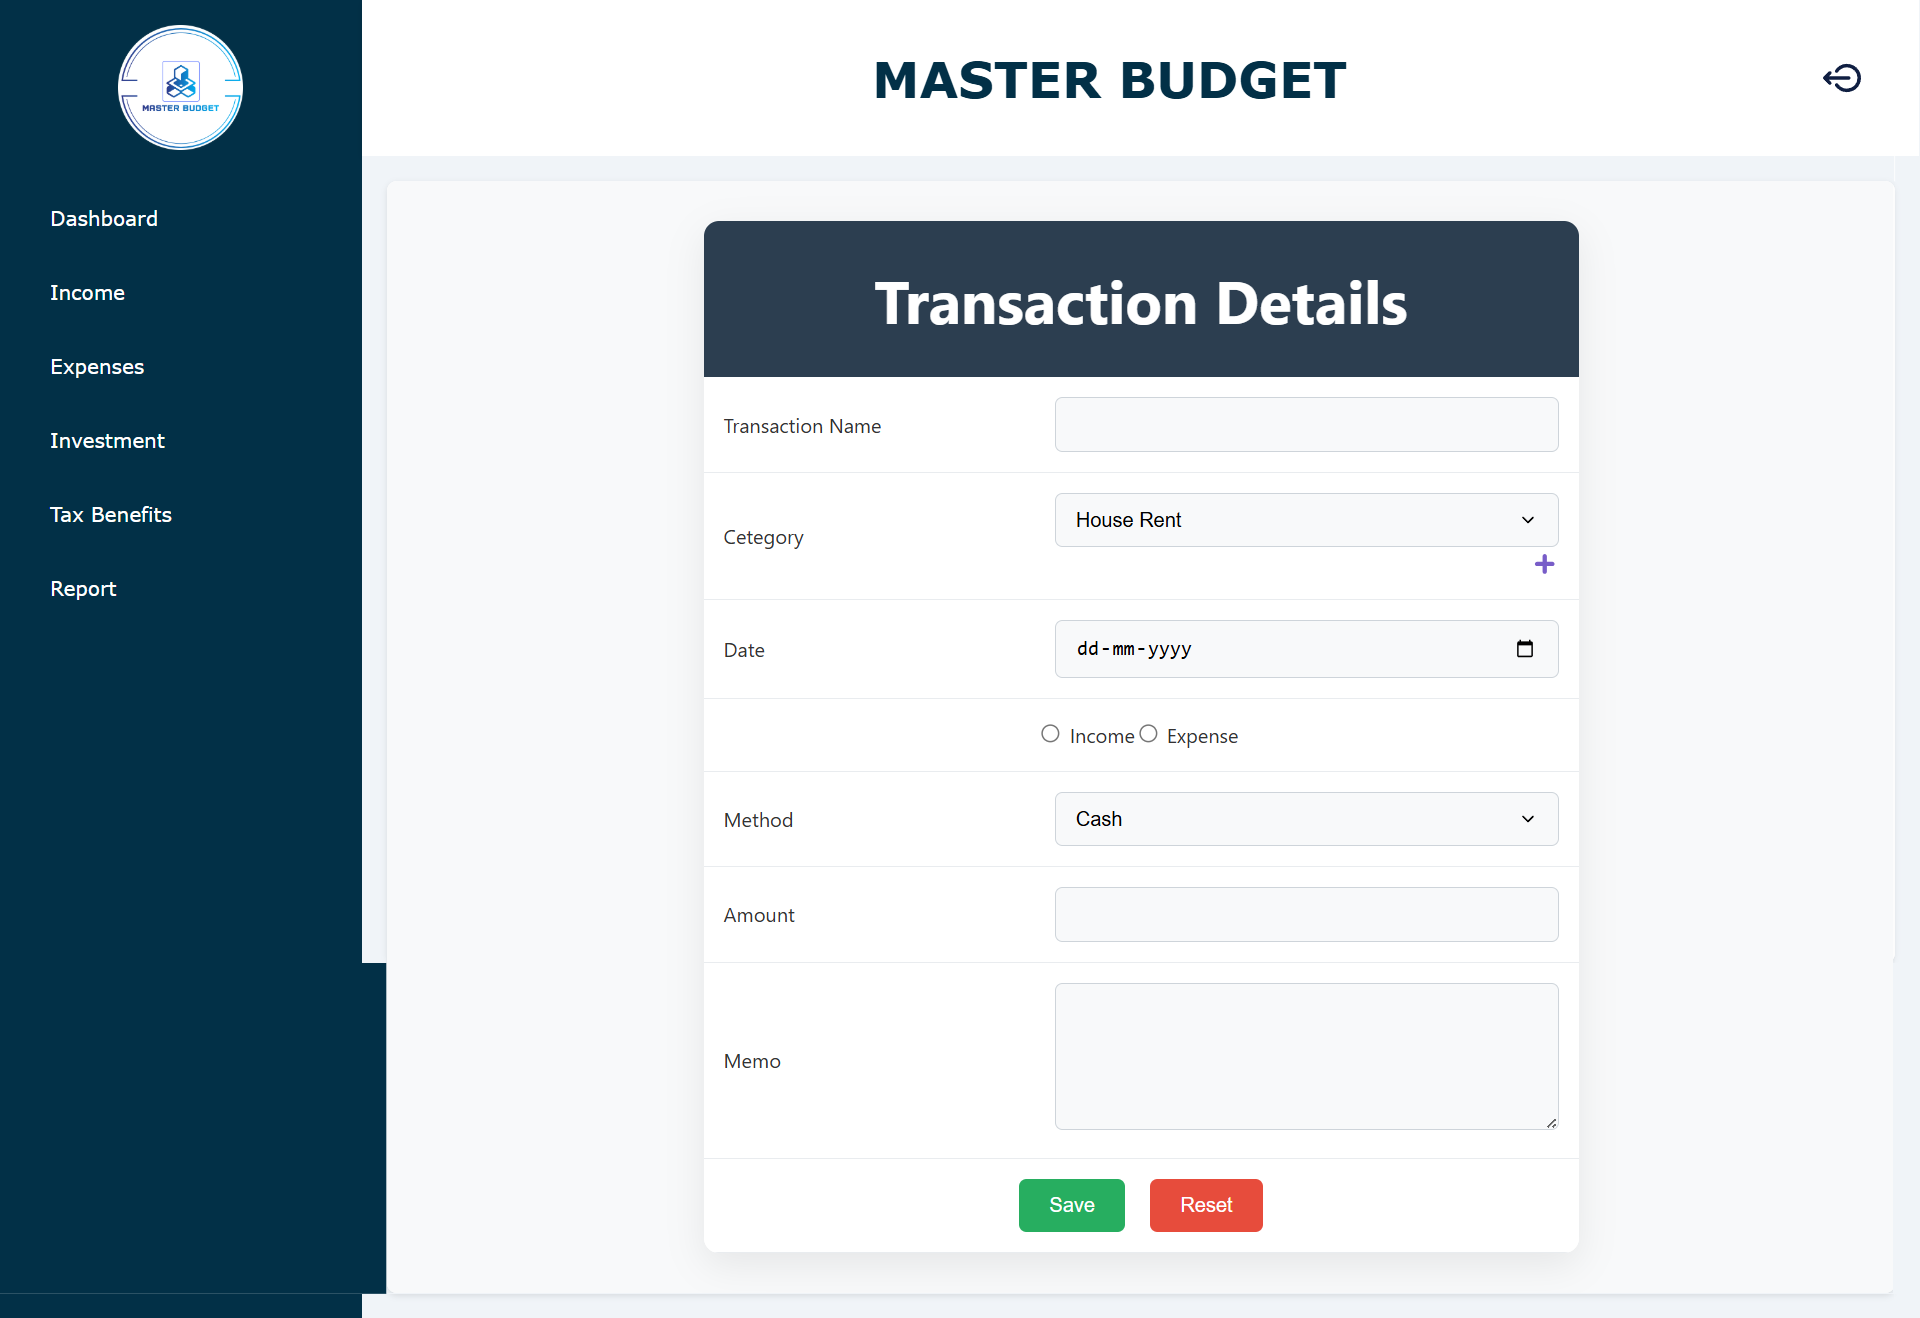 MASTER BUDGET
MASTER BUDGET
Dashboard
Income
Expenses
Investment
Tax Benefits
Report
Transaction Details
Transaction Name
Cetegory
House Rent
Date
dd-mm-yyyy
Income Expense
Method
Cash
Amount
Memo
Save Reset